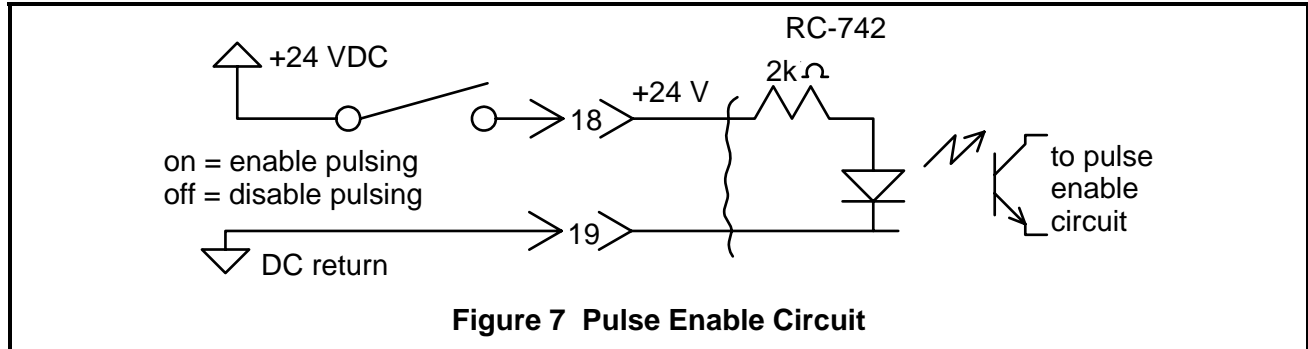 RC-742
+24 VDC
2k Ω
+24 V
18
on = enable pulsing
off = disable pulsing
to pulse
enable
circuit
19
DC return
Figure 7 Pulse Enable Circuit